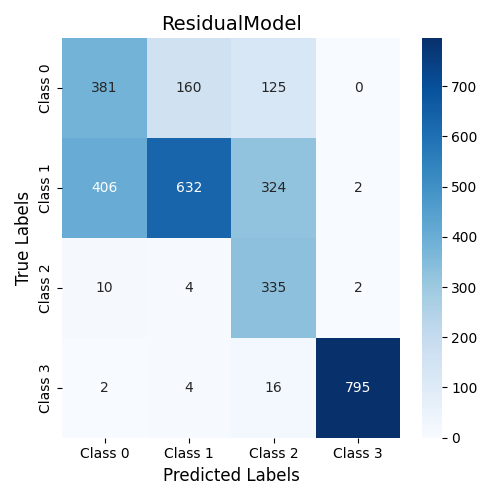 ResidualModel
True Labels
Class 0
381 160 125 0
Class 1
406 632 324 2
Class 2
10 4 335 2
Class 3
2 4 16 795
Class 0 Class 1 Class 2 Class 3
Predicted Labels
700
600
500
400
300
200
100
0